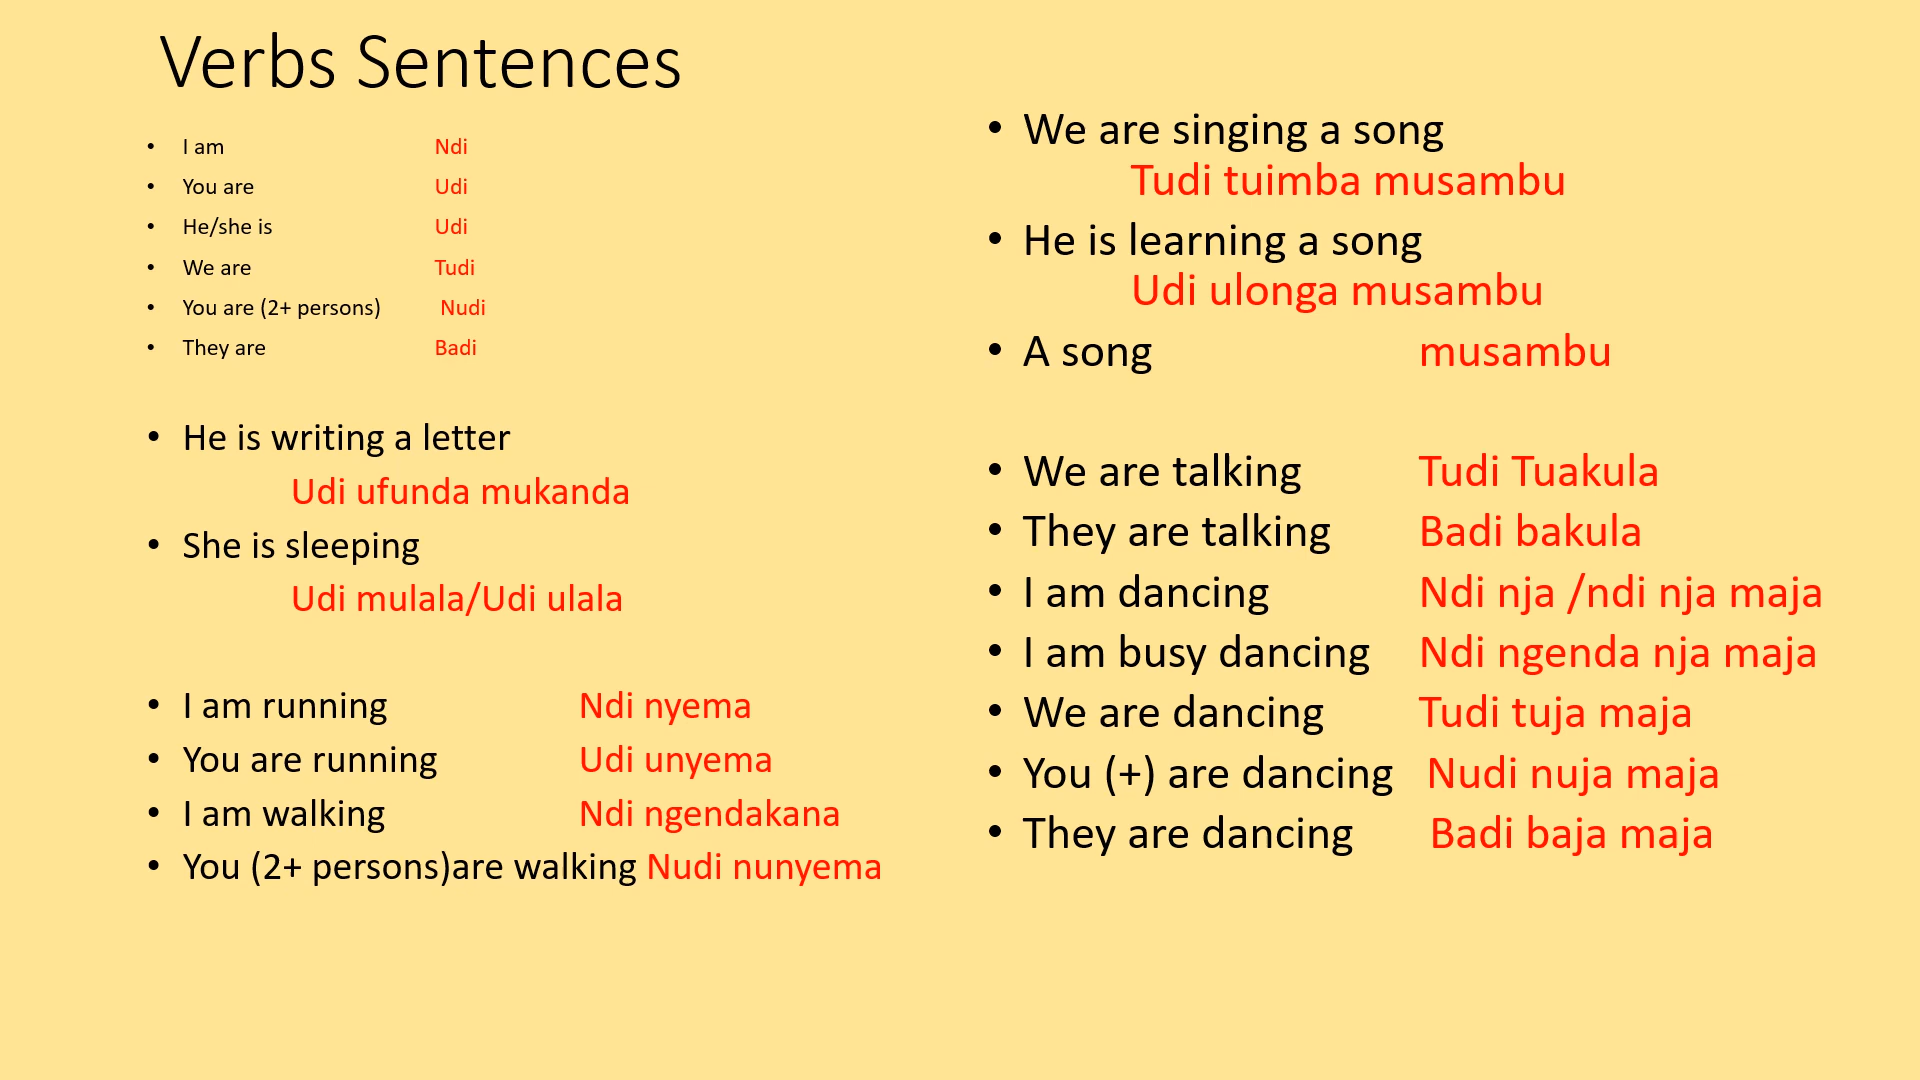 Verbs Sentences
• I am Ndi
• You are Udi
• He/she is Udi
• We are Tudi
• You are (2+ persons) Nudi
• They are Badi
• He is writing a letter
Udi ufunda mukanda
• She is sleeping
Udi mulala/Udi ulala
• I am running Ndi nyema
• You are running Udi unyema
• I am walking Ndi ngendakana
• You (2+ persons)are walking Nudi nunyema
• We are singing a song
Tudi tuimba musambu
• He is learning a song
Udi ulonga musambu
• A song musambu
• We are talking Tudi Tuakula
• They are talking Badi bakula
• I am dancing Ndi nja /ndi nja maja
• I am busy dancing Ndi ngenda nja maja
• We are dancing Tudi tuja maja
• You (+) are dancing Nudi nuja maja
• They are dancing Badi baja maja